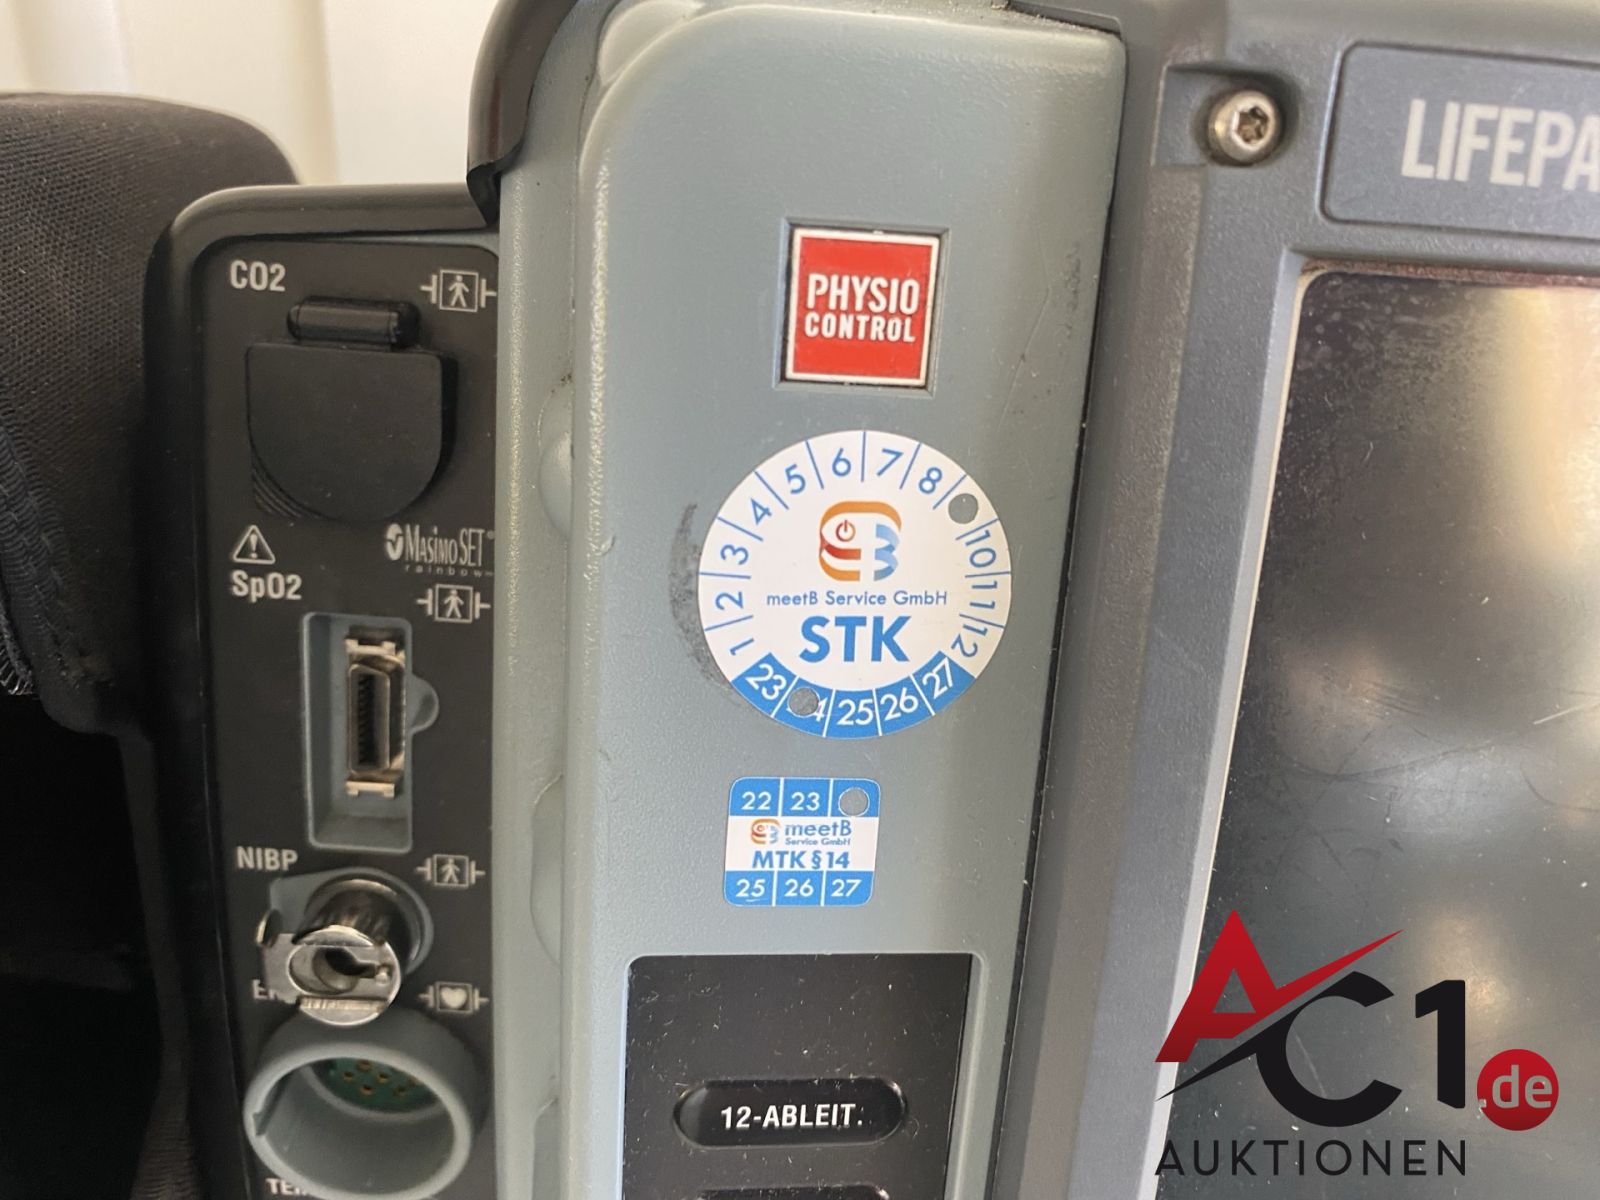 LIFEPA
CO2
PHYSIO
CONTROL
MASIMO SET
rainbow
SpO2
1 2 3 4 5 6 7 8 10 11 12
meetB Service GmbH
STK
23 25 26 27
22 23
meetB
Service GmbH
MTK § 14
25 26 27
NIBP
12-ABLEIT.
AC1.de
AUKTIONEN